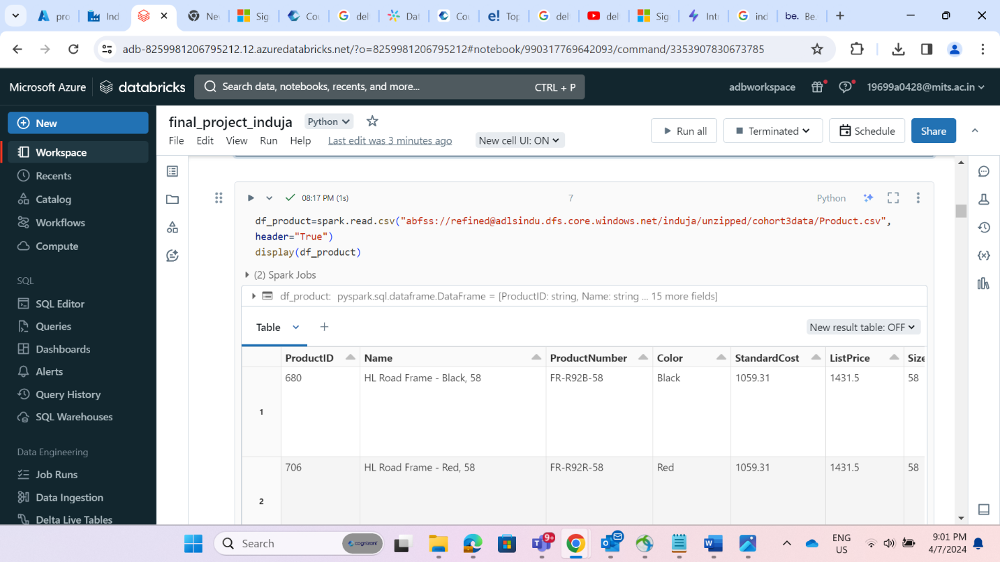 pro
Ind
Nev
Sig
Cou
del
Dat
Cou
Top
del
del
Sig
Intr
ind
be. Be.
adb-8259981206795212.12.azuredatabricks.net/?o=8259981206795212#notebook/990317769642093/command/3353907830673785
Microsoft Azure databricks
Search data, notebooks, recents, and more... CTRL + P
adbworkspace 19699a0428@mits.ac.in
New
Workspace
Recents
Catalog
Workflows
Compute
SQL
SQL Editor
Queries
Dashboards
Alerts
Query History
SQL Warehouses
Data Engineering
Job Runs
Data Ingestion
Delta Live Tables
final_project_induja Python
Run all Terminated Schedule Share
File Edit View Run Help Last edit was 3 minutes ago New cell UI: ON
08:17 PM (1s) 7 Python
df_product=spark.read.csv("abfss://refined@adlsindu.dfs.core.windows.net/induja/unzipped/cohort3data/Product.csv",
header="True")
display(df_product)
(2) Spark Jobs
df_product: pyspark.sql.dataframe.DataFrame = [ProductID: string, Name: string ... 15 more fields]
Table + New result table: OFF
ProductID Name ProductNumber Color StandardCost ListPrice Size
680 HL Road Frame - Black, 58 FR-R92B-58 Black 1059.31 1431.5 58
1
706 HL Road Frame - Red, 58 FR-R92R-58 Red 1059.31 1431.5 58
2
Search cognizant
9+
ENG
US
9:01 PM
4/7/2024